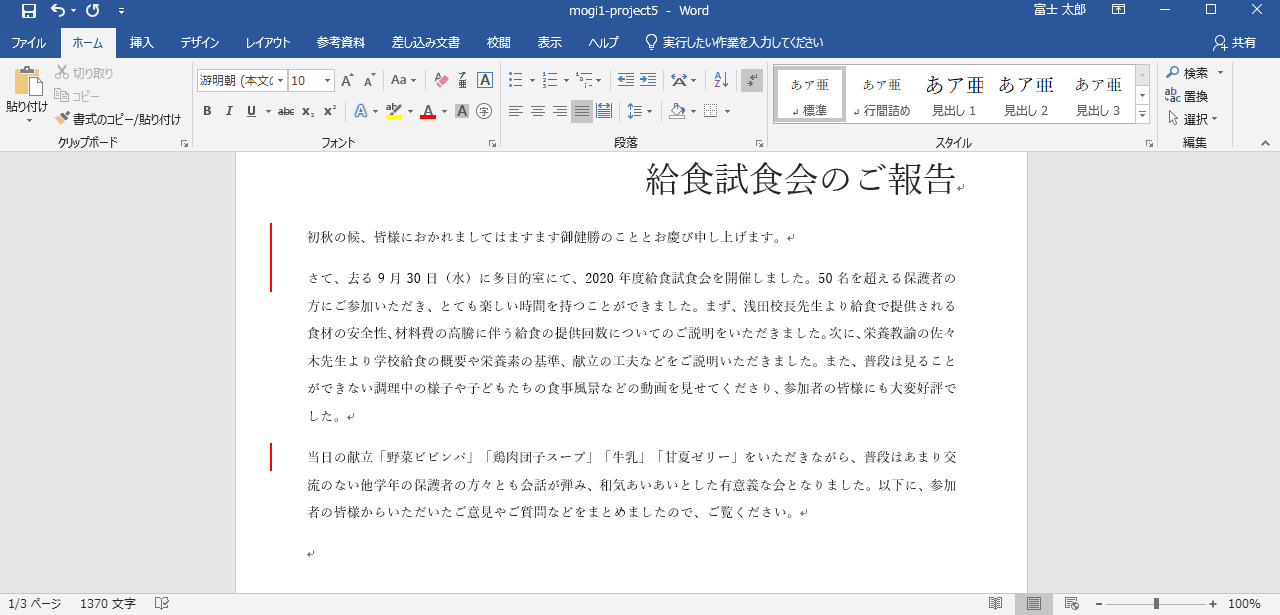 mogi1-project5 - Word
富士 太郎
ファイル ホーム 挿入 デザイン レイアウト 参考資料 差し込み文書 校閲 表示 ヘルプ 実行したい作業を入力してください 共有
貼り付け
切り取り
コピー
書式のコピー/貼り付け
クリップボード
游明朝 (本文の 10
A A Aa
B I U abc x₂ x² A ab A A 字
フォント
段落
あア亜 標準
あア亜 行間詰め
あア亜 見出し 1
あア亜 見出し 2
あア亜 見出し 3
スタイル
検索
置換
選択
編集
給食試食会のご報告
初秋の候、皆様におかれましてはますます御健勝のこととお慶び申し上げます。
さて、去る 9 月 30 日（水）に多目的室にて、2020 年度給食試食会を開催しました。50 名を超える保護者の
方にご参加いただき、とても楽しい時間を持つことができました。まず、浅田校長先生より給食で提供される
食材の安全性、材料費の高騰に伴う給食の提供回数についてのご説明をいただきました。次に、栄養教諭の佐々
木先生より学校給食の概要や栄養素の基準、献立の工夫などをご説明いただきました。また、普段は見ること
ができない調理中の様子や子どもたちの食事風景などの動画を見せてくださり、参加者の皆様にも大変好評で
した。
当日の献立「野菜ビビンバ」「鶏肉団子スープ」「牛乳」「甘夏ゼリー」をいただきながら、普段はあまり交
流のない他学年の保護者の方々とも会話が弾み、和気あいあいとした有意義な会となりました。以下に、参加
者の皆様からいただいたご意見やご質問などをまとめましたので、ご覧ください。
1/3 ページ 1370 文字 100%